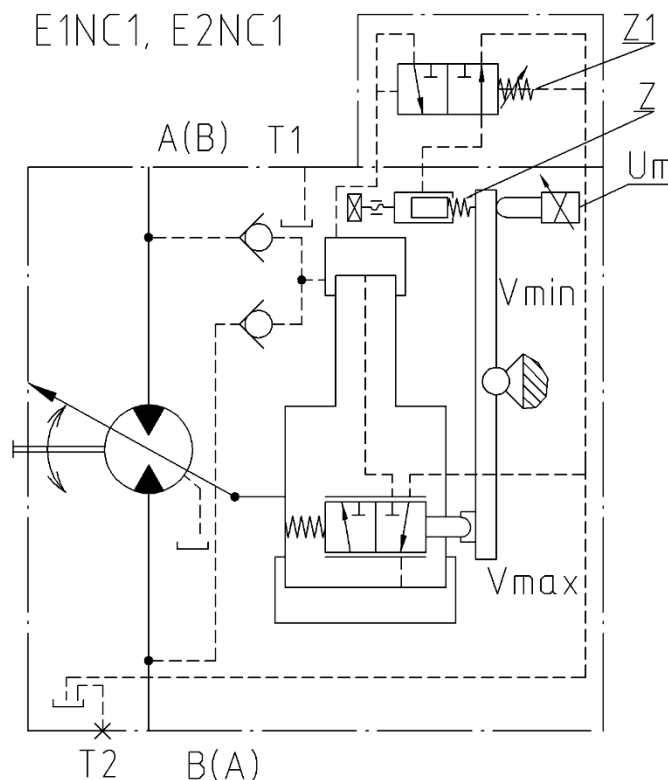 E1NC1, E2NC1
Z1
Z
A(B)
T1
Um
Vmin
Vmax
T2
B(A)